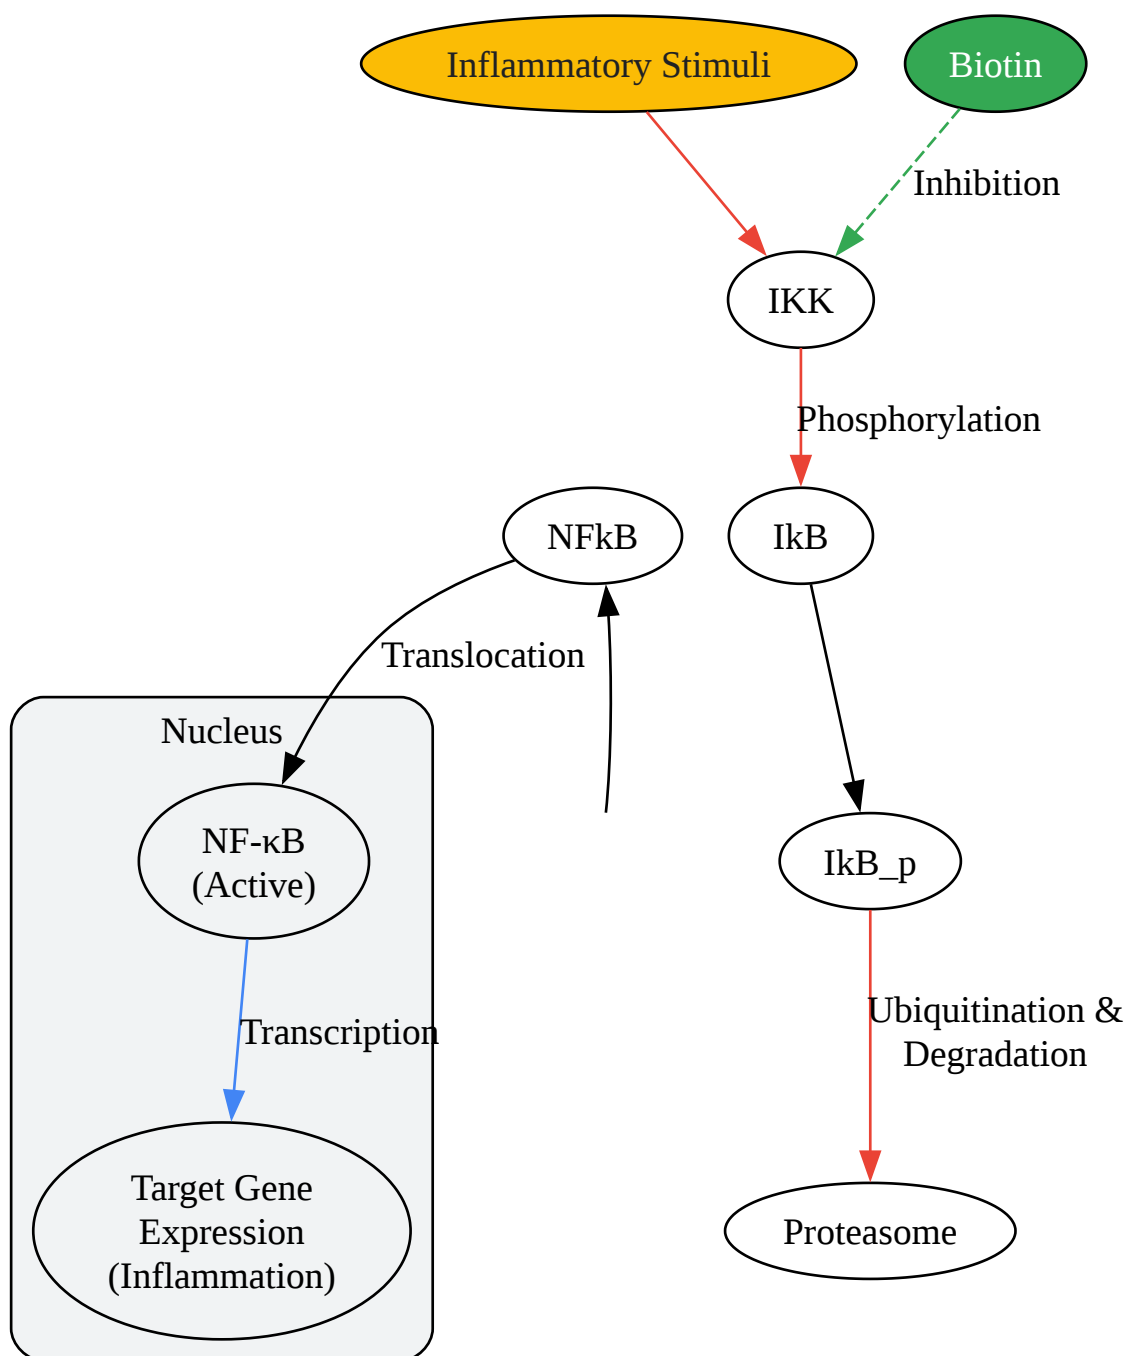 Inflammatory Stimuli
Biotin
Inhibition
IKK
Phosphorylation
NFkB
IkB
Translocation
Nucleus
NF-κB
(Active)
IkB_p
Transcription
Ubiquitination &
Degradation
Target Gene
Expression
(Inflammation)
Proteasome